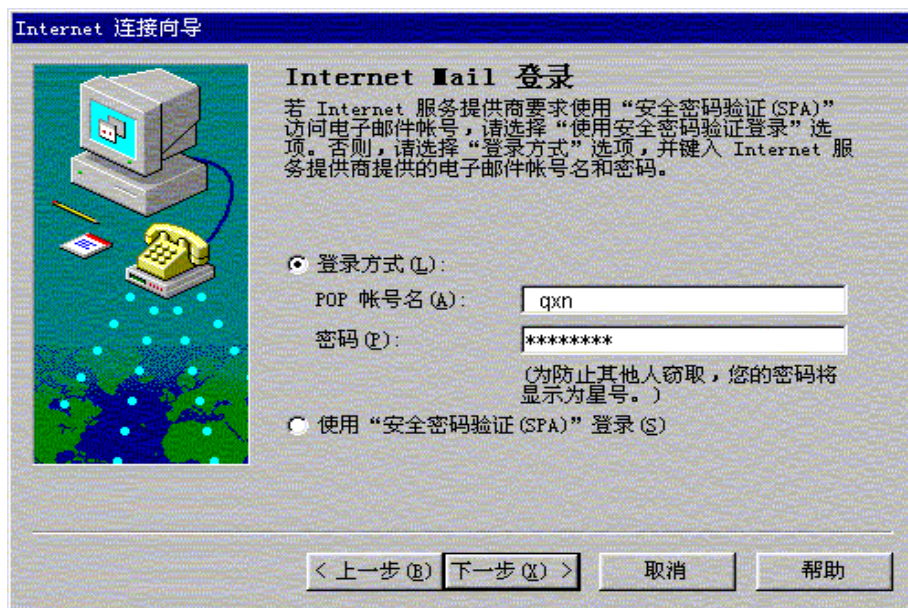 Internet 连接向导
Internet Mail 登录
若 Internet 服务提供商要求使用“安全密码验证(SPA)”
访问电子邮件帐号，请选择“使用安全密码验证登录”选
项。否则，请选择“登录方式”选项，并键入 Internet 服
务提供商提供的电子邮件帐号名和密码。
登录方式(L):
POP 帐号名(A): qxn
密码(P): ********
(为防止其他人窃取，您的密码将
显示为星号。)
使用“安全密码验证(SPA)”登录(S)
< 上一步(B) 下一步(X) > 取消 帮助